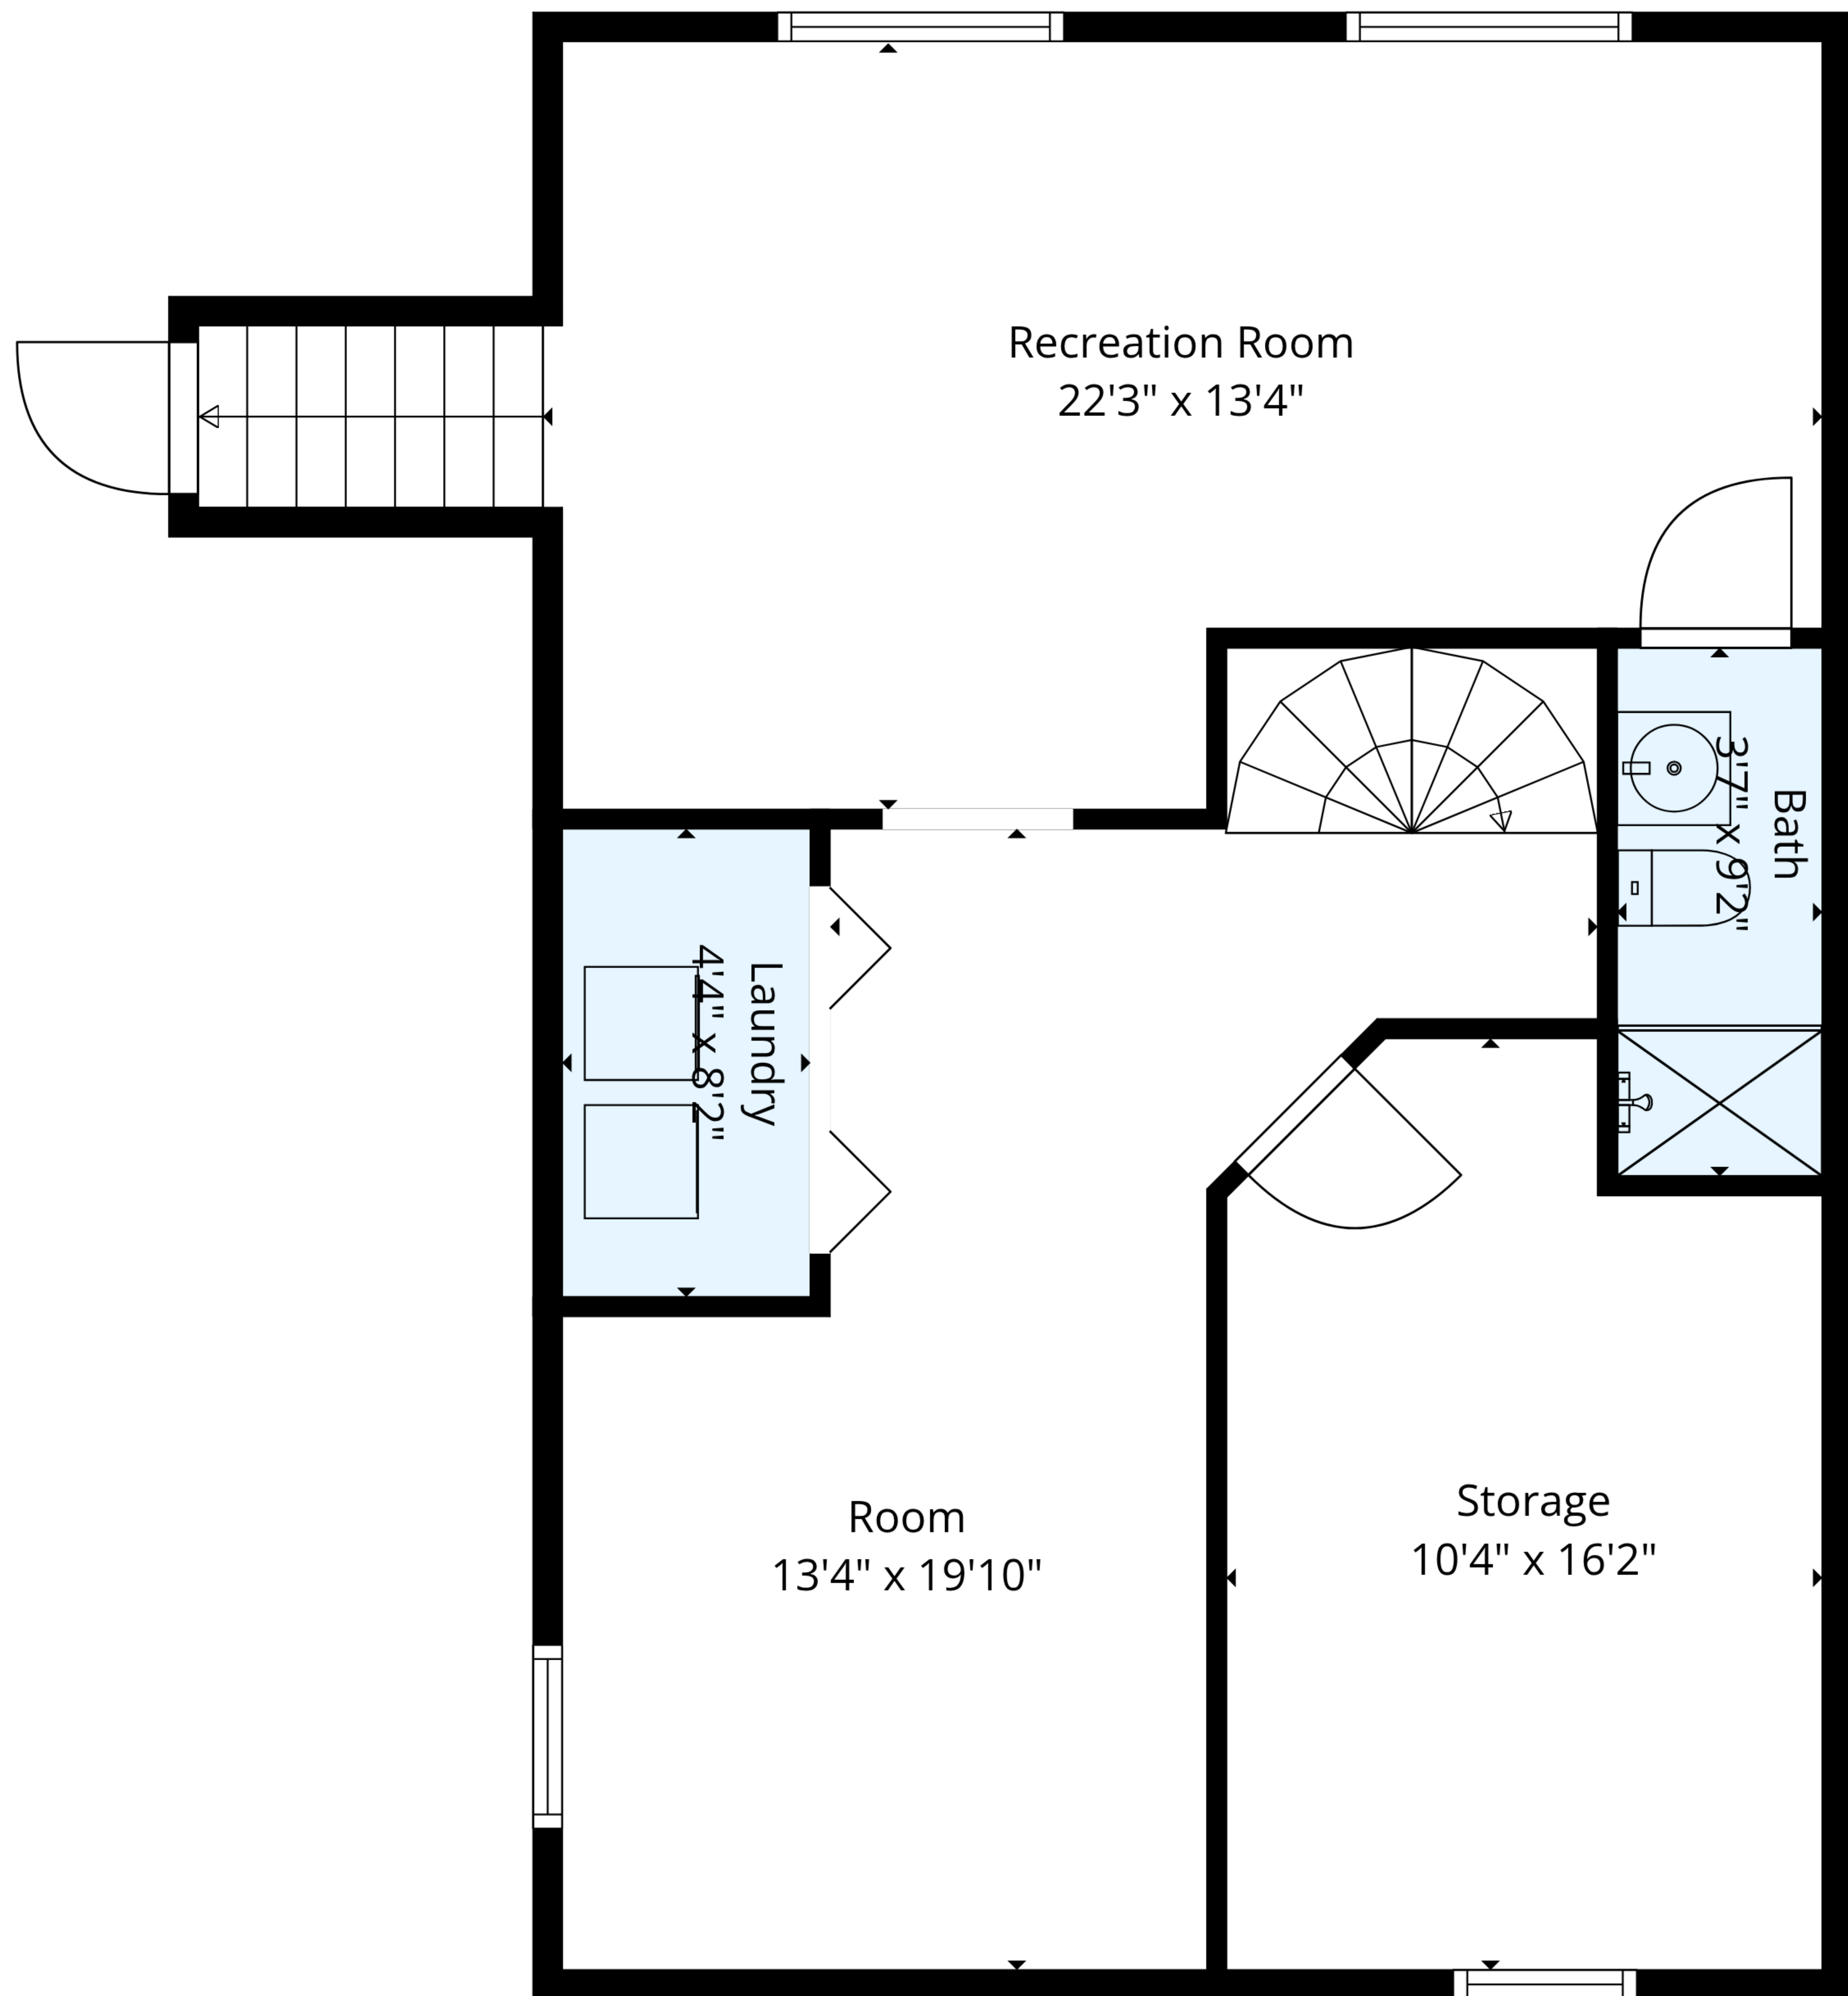 Recreation Room
22'3" x 13'4"
Bath
3'7" x 9'2"
Laundry
4'4" x 8'2"
Room
13'4" x 19'10"
Storage
10'4" x 16'2"